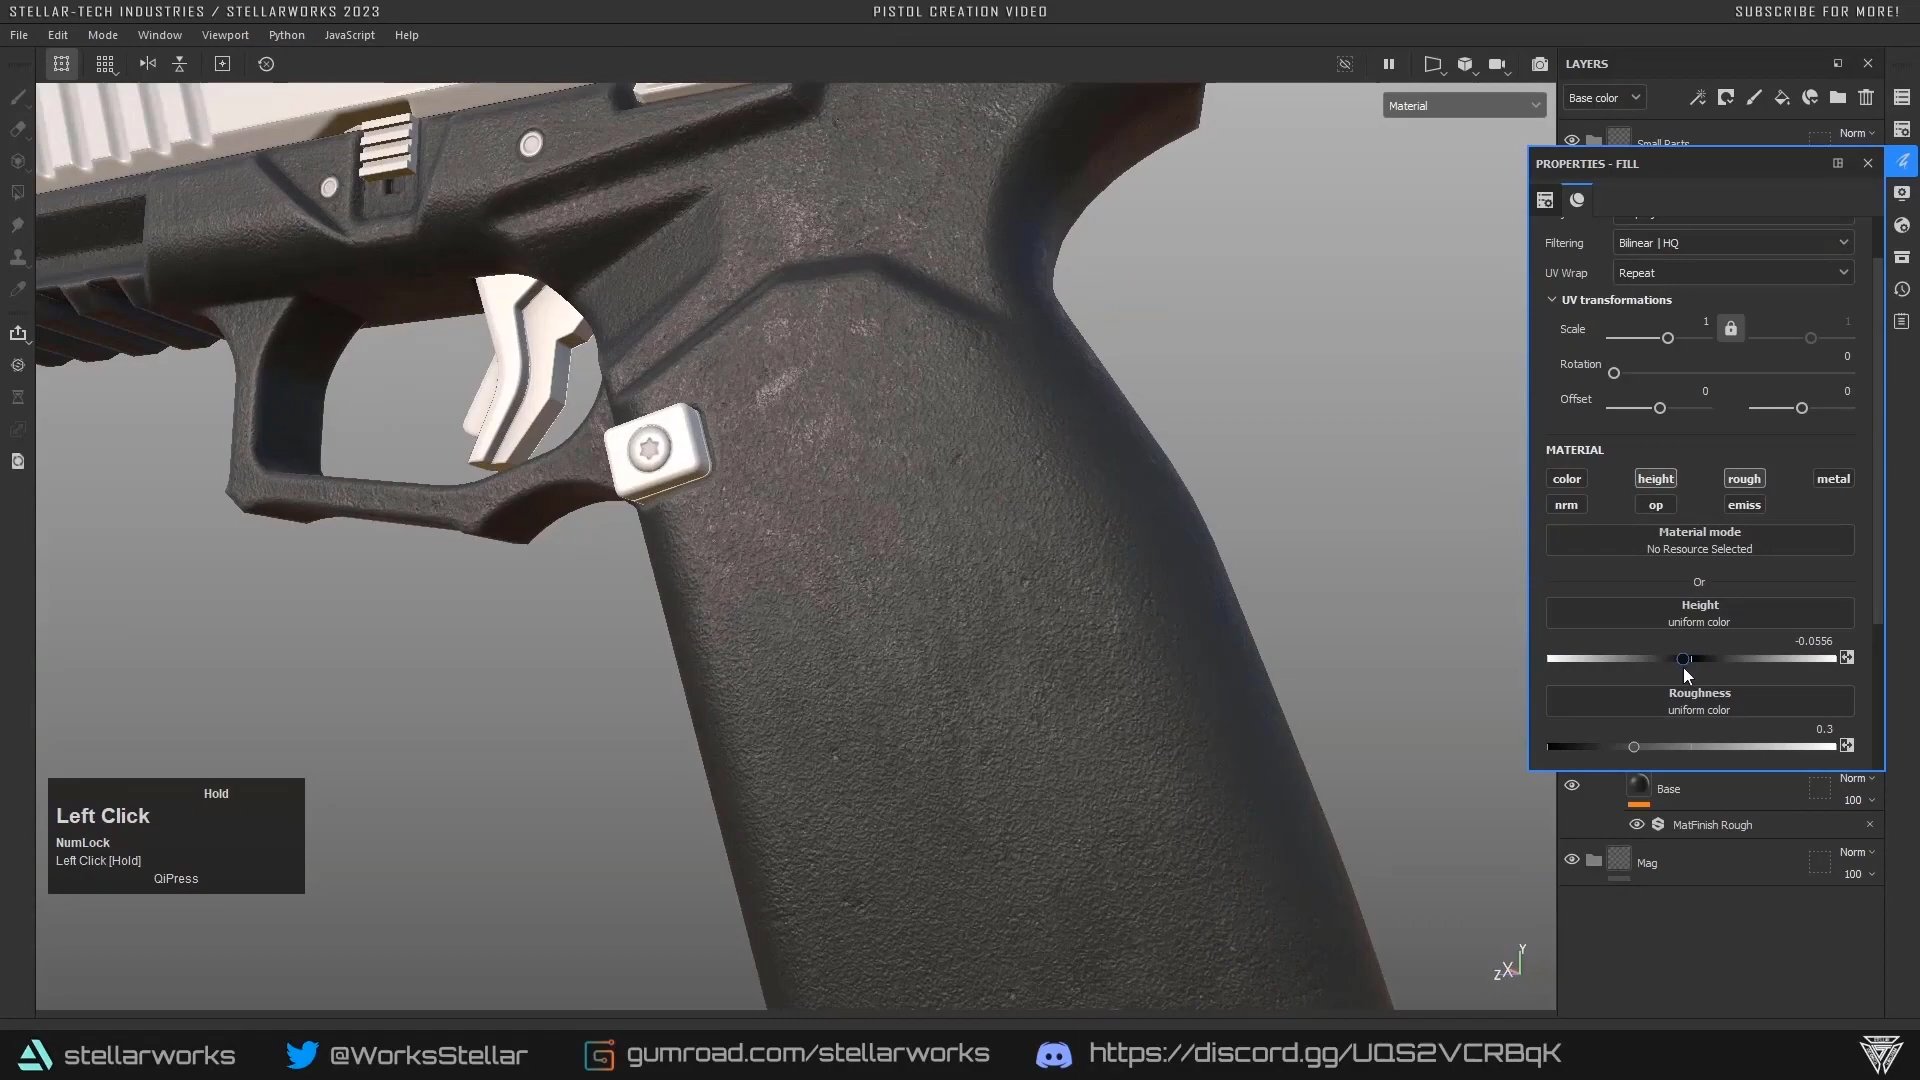 STELLAR-TECH INDUSTRIES / STELLARWORKS 2023
PISTOL CREATION VIDEO
SUBSCRIBE FOR MORE!
File Edit Mode Window Viewport Python JavaScript Help
LAYERS
Material
Base color
Norm
Small Parts
PROPERTIES - FILL
Filtering
Bilinear | HQ
UV Wrap
Repeat
UV transformations
Scale
1
1
Rotation
0
Offset
0
0
MATERIAL
color height rough metal
nrm op emiss
Material mode
No Resource Selected
Or
Height
uniform color
-0.0556
Roughness
uniform color
0.3
Base
Norm
100
MatFinish Rough
Mag
Norm
100
Hold
Left Click
NumLock
Left Click [Hold]
QiPress
Y
Z X
stellarworks
@WorksStellar
gumroad.com/stellarworks
https://discord.gg/UQS2VCRBqK